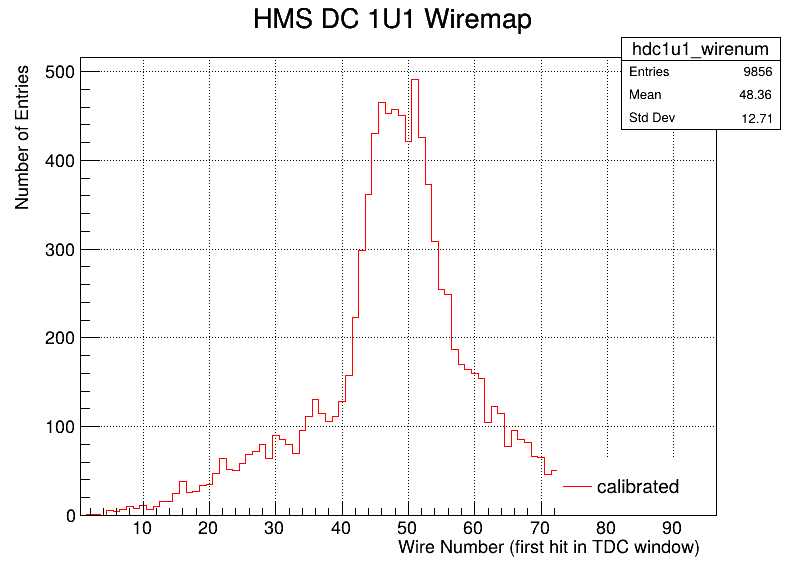 HMS DC 1U1 Wiremap
hdc1u1_wirenum
Entries 9856
Mean 48.36
Std Dev 12.71
Number of Entries
500
400
300
200
100
0
calibrated
10 20 30 40 50 60 70 80 90
Wire Number (first hit in TDC window)